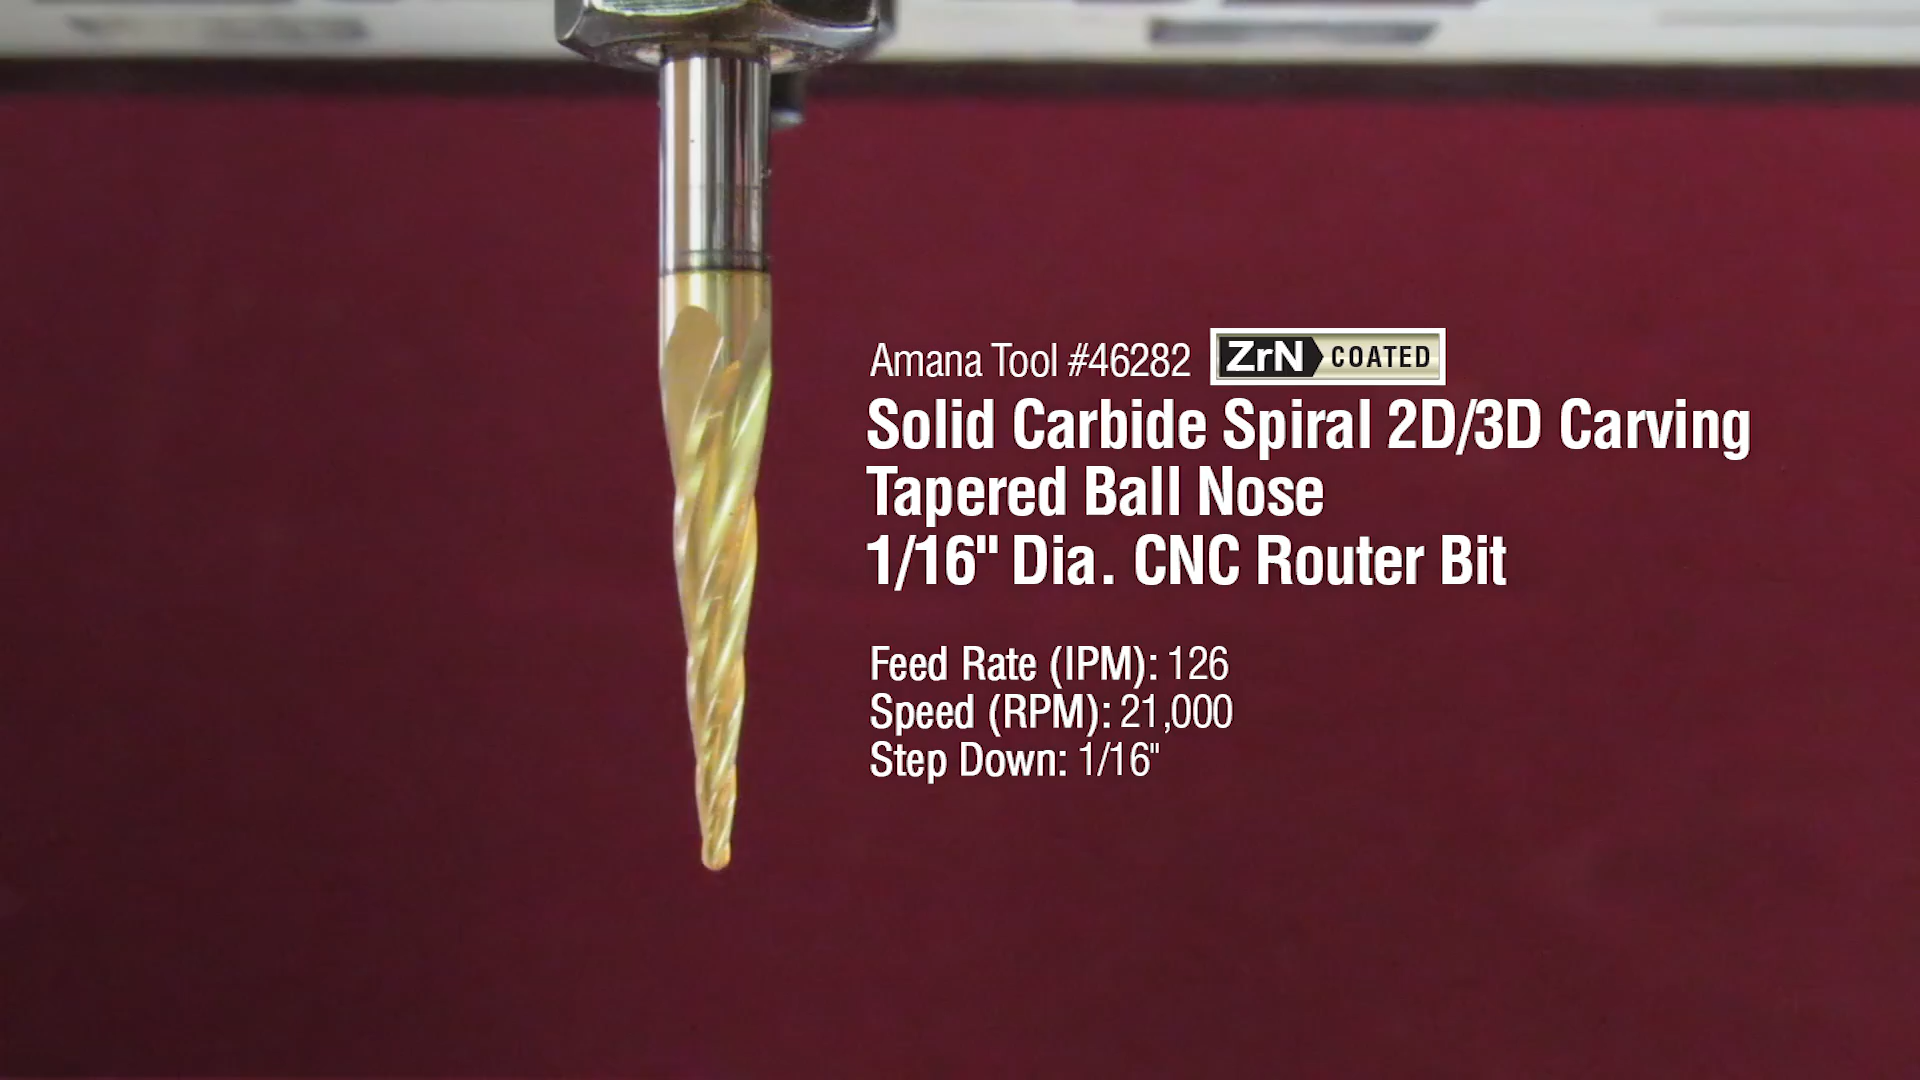 Amana Tool #46282 ZrN COATED
Solid Carbide Spiral 2D/3D Carving
Tapered Ball Nose
1/16" Dia. CNC Router Bit
Feed Rate (IPM): 126
Speed (RPM): 21,000
Step Down: 1/16"